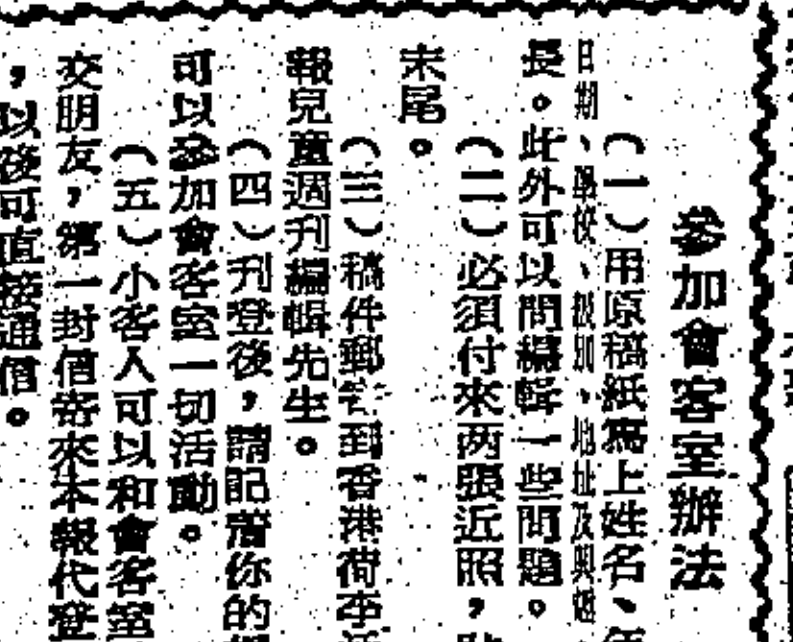 參加會客室辦法
(一)用原稿紙寫上姓名、
日期、學校、級別、地址及興趣、
長。此外可以問編輯一些問題。
(二)必須付來两張近照,
末尾。
(三)稿件郵寄到香港荷李活
報兒童週刊編輯先生。
(四)刊登後,請記着你的
可以參加會客室一切活動。
(五)小客人可以和會客室
交朋友,第一封信寄來本報代登
,以後可直接通信。